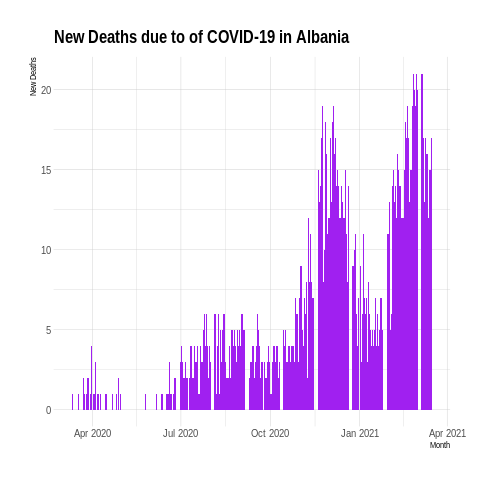 New Deaths due to of COVID-19 in Albania
New Deaths
20
15
10
5
0
Apr 2020
Jul 2020
Oct 2020
Jan 2021
Apr 2021
Month